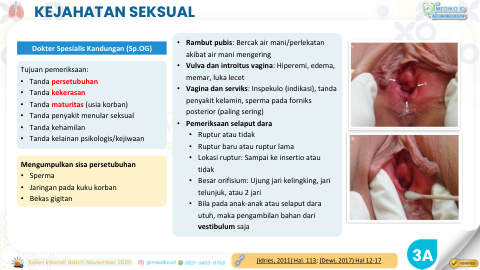 KEJAHATAN SEKSUAL
Dokter Spesialis Kandungan (Sp.OG)
Tujuan pemeriksaan:
• Tanda persetubuhan
• Tanda kekerasan
• Tanda maturitas (usia korban)
• Tanda penyakit menular seksual
• Tanda kehamilan
• Tanda kelainan psikologis/kejiwaan
Mengumpulkan sisa persetubuhan
• Sperma
• Jaringan pada kuku korban
• Bekas gigitan
• Rambut pubis: Bercak air mani/perlekatan
akibat air mani mengering
• Vulva dan introitus vagina: Hiperemi, edema,
memar, luka lecet
• Vagina dan serviks: Inspekulo (indikasi), tanda
penyakit kelamin, sperma pada forniks
posterior (paling sering)
• Pemeriksaan selaput dara
• Ruptur atau tidak
• Ruptur baru atau ruptur lama
• Lokasi ruptur: Sampai ke insertio atau
tidak
• Besar orifisium: Ujung jari kelingking, jari
telunjuk, atau 2 jari
• Bila pada anak-anak atau selaput dara
utuh, maka pengambilan bahan dari
vestibulum saja
(Idries, 2011) Hal. 113; (Dewi, 2017) Hal 12-17
3A